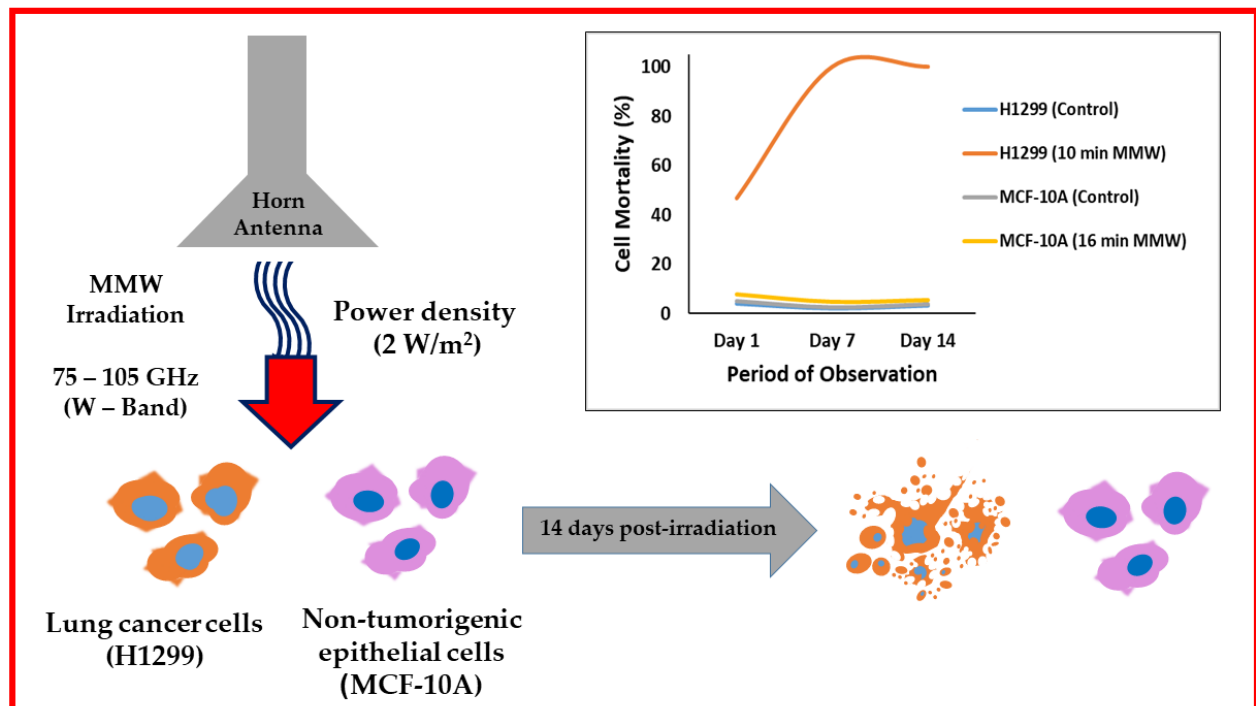 Horn
Antenna
MMW
Irradiation
Power density
(2 W/m²)
75 – 105 GHz
(W – Band)
Lung cancer cells
(H1299)
Non-tumorigenic
epithelial cells
(MCF-10A)
14 days post-irradiation
Cell Mortality (%)
100
80
60
40
20
0
Day 1 Day 7 Day 14
Period of Observation
H1299 (Control)
H1299 (10 min MMW)
MCF-10A (Control)
MCF-10A (16 min MMW)